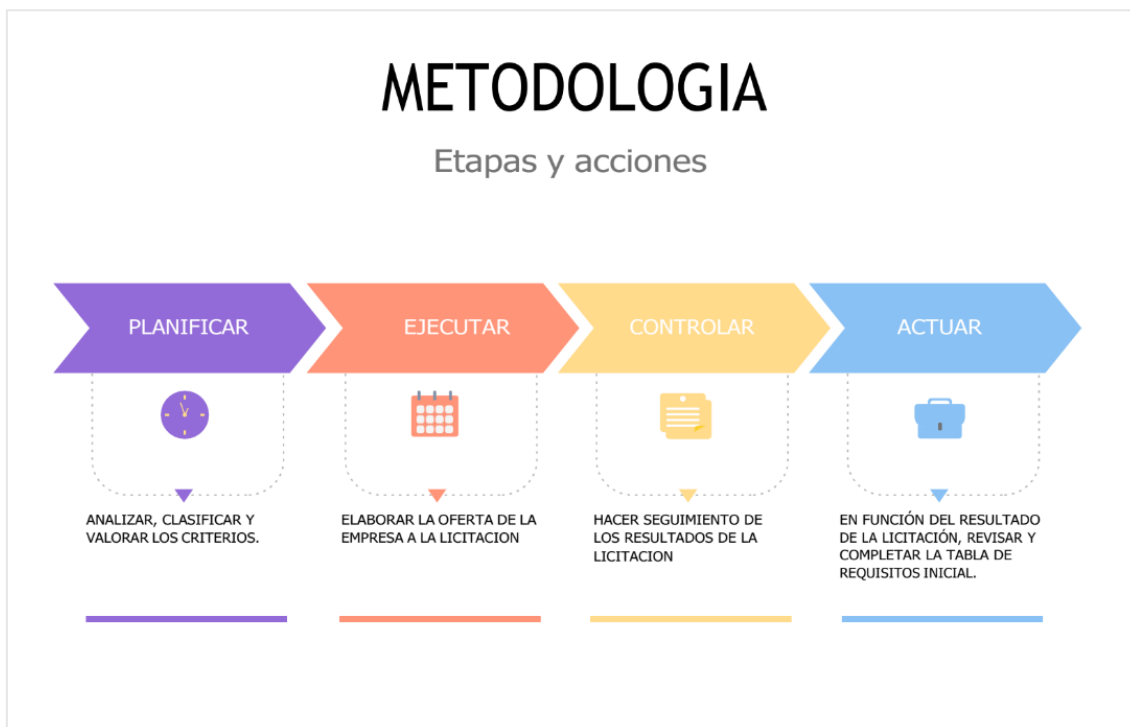 METODOLOGIA
Etapas y acciones
PLANIFICAR
EJECUTAR
CONTROLAR
ACTUAR
ANALIZAR, CLASIFICAR Y
VALORAR LOS CRITERIOS.
ELABORAR LA OFERTA DE LA
EMPRESA A LA LICITACION
HACER SEGUIMIENTO DE
LOS RESULTADOS DE LA
LICITACION
EN FUNCIÓN DEL RESULTADO
DE LA LICITACIÓN, REVISAR Y
COMPLETAR LA TABLA DE
REQUISITOS INICIAL.